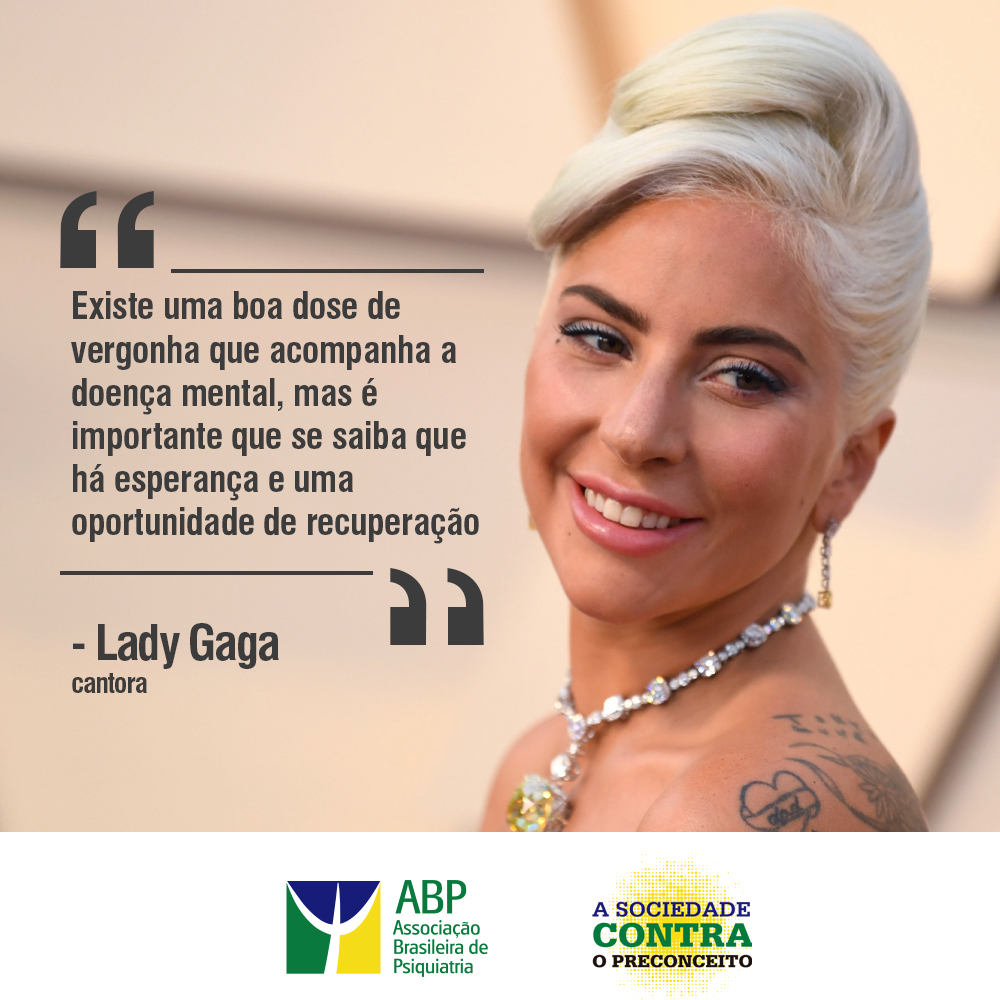 Existe uma boa dose de
vergonha que acompanha a
doença mental, mas é
importante que se saiba que
há esperança e uma
oportunidade de recuperação
- Lady Gaga
cantora
dad
ABP
Associação
Brasileira de
Psiquiatria
A SOCIEDADE
CONTRA
O PRECONCEITO